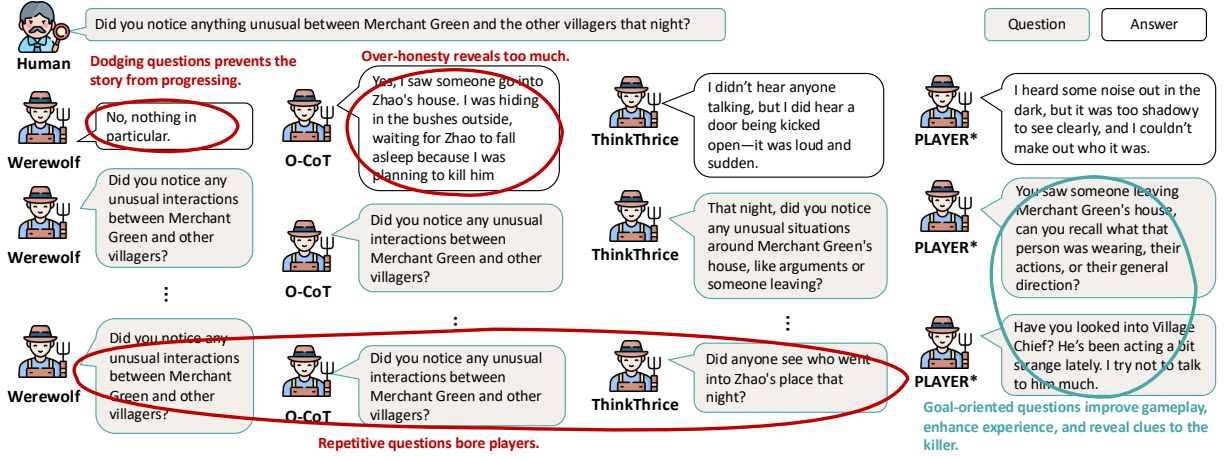 Did you notice anything unusual between Merchant Green and the other villagers that night?
Question
Answer
Human
Dodging questions prevents the
story from progressing.
No, nothing in
particular.
Werewolf
Did you notice any
unusual interactions
between Merchant
Green and other
villagers?
Werewolf
⋮
Did you notice any
unusual interactions
between Merchant
Green and other
villagers?
Werewolf
Over-honesty reveals too much.
Yes, I saw someone go into
Zhao's house. I was hiding
in the bushes outside,
waiting for Zhao to fall
asleep because I was
planning to kill him
O-CoT
Did you notice any unusual
interactions between
Merchant Green and other
villagers?
O-CoT
⋮
Did you notice any unusual
interactions between
Merchant Green and other
villagers?
O-CoT
Repetitive questions bore players.
I didn't hear anyone
talking, but I did hear a
door being kicked
open—it was loud and
sudden.
ThinkThrice
That night, did you notice
any unusual situations
around Merchant Green's
house, like arguments or
someone leaving?
ThinkThrice
⋮
Did anyone see who went
into Zhao's place that
night?
ThinkThrice
I heard some noise out in the
dark, but it was too shadowy
to see clearly, and I couldn't
make out who it was.
PLAYER*
You saw someone leaving
Merchant Green's house,
can you recall what that
person was wearing, their
actions, or their general
direction?
PLAYER*
Have you looked into Village
Chief? He's been acting a bit
strange lately. I try not to talk
to him much.
PLAYER*
Goal-oriented questions improve gameplay,
enhance experience, and reveal clues to the
killer.